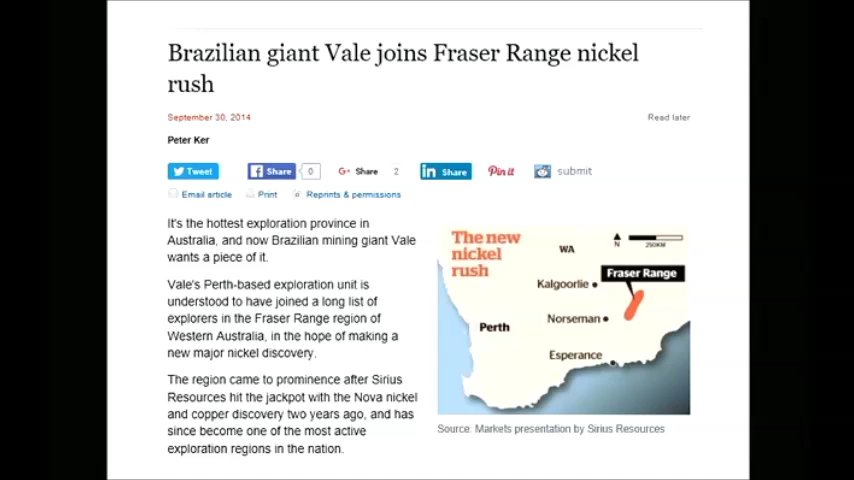 Brazilian giant Vale joins Fraser Range nickel
rush
September 30, 2014
Read later
Peter Ker
Tweet
Share 0
Share 2
Share
Pin it
submit
Email article
Print
Reprints & permissions
It's the hottest exploration province in
Australia, and now Brazilian mining giant Vale
wants a piece of it.
Vale's Perth-based exploration unit is
understood to have joined a long list of
explorers in the Fraser Range region of
Western Australia, in the hope of making a
new major nickel discovery.
The region came to prominence after Sirius
Resources hit the jackpot with the Nova nickel
and copper discovery two years ago, and has
since become one of the most active
exploration regions in the nation.
The new
nickel
rush
WA
N
250KM
Fraser Range
Kalgoorlie
Norseman
Perth
Esperance
Source: Markets presentation by Sirius Resources